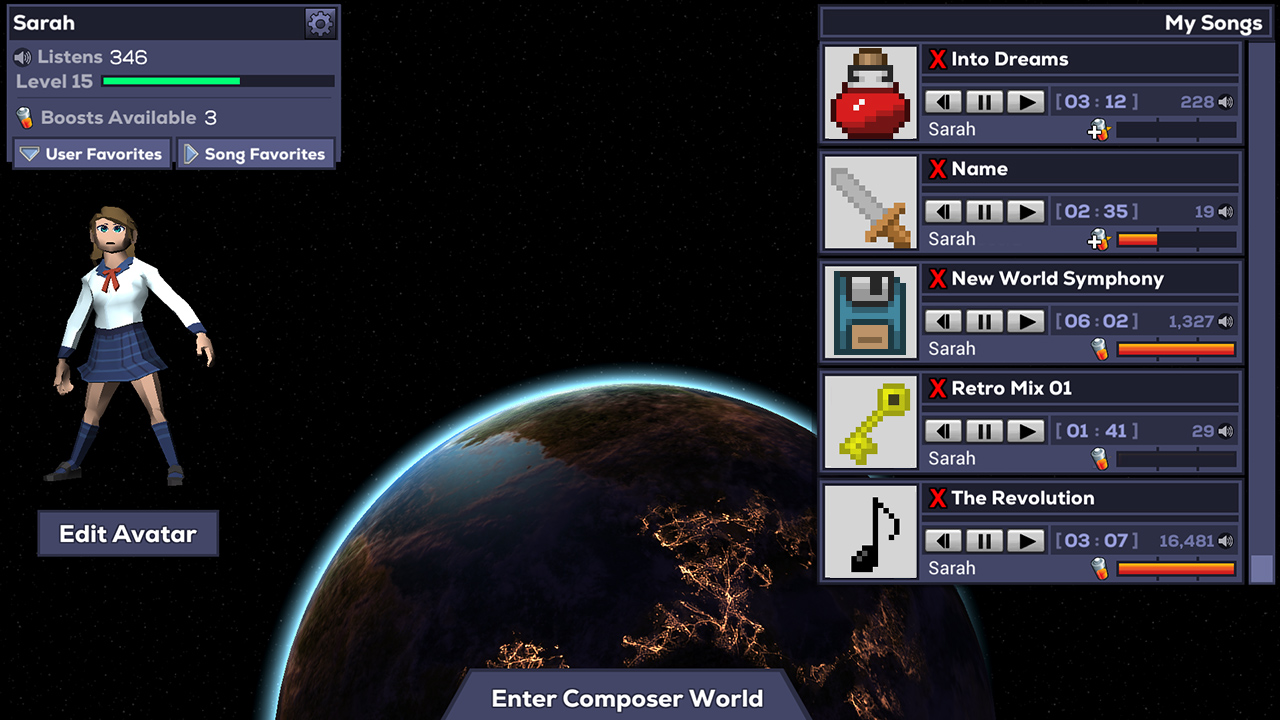 Sarah
Listens 346
Level 15
Boosts Available 3
User Favorites
Song Favorites
Edit Avatar
My Songs
X Into Dreams
[ 03 : 12 ] 228
Sarah
X Name
[ 02 : 35 ] 19
Sarah
X New World Symphony
[ 06 : 02 ] 1,327
Sarah
X Retro Mix 01
[ 01 : 41 ] 29
Sarah
X The Revolution
[ 03 : 07 ] 16,481
Sarah
Enter Composer World